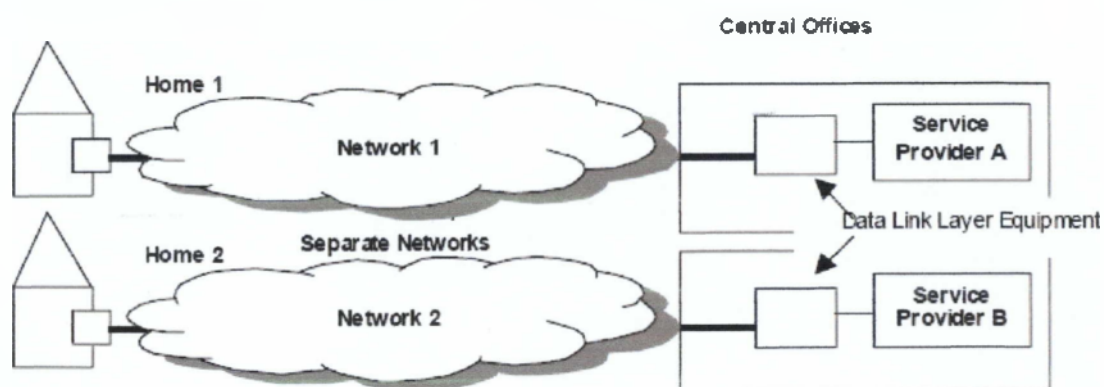 Central Offices
Home 1
Network 1
Service
Provider A
Data Link Layer Equipment
Separate Networks
Home 2
Network 2
Service
Provider B